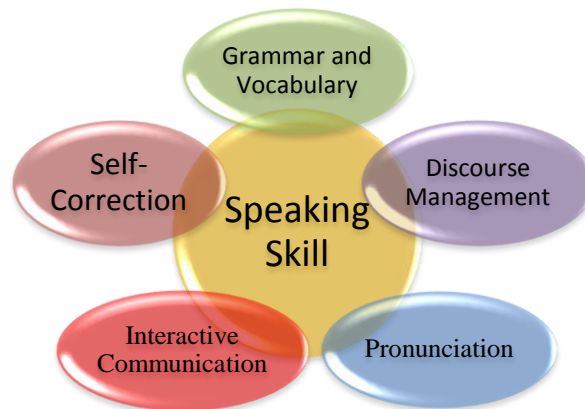 Grammar and
Vocabulary
Self-
Correction
Discourse
Management
Speaking
Skill
Interactive
Communication
Pronunciation